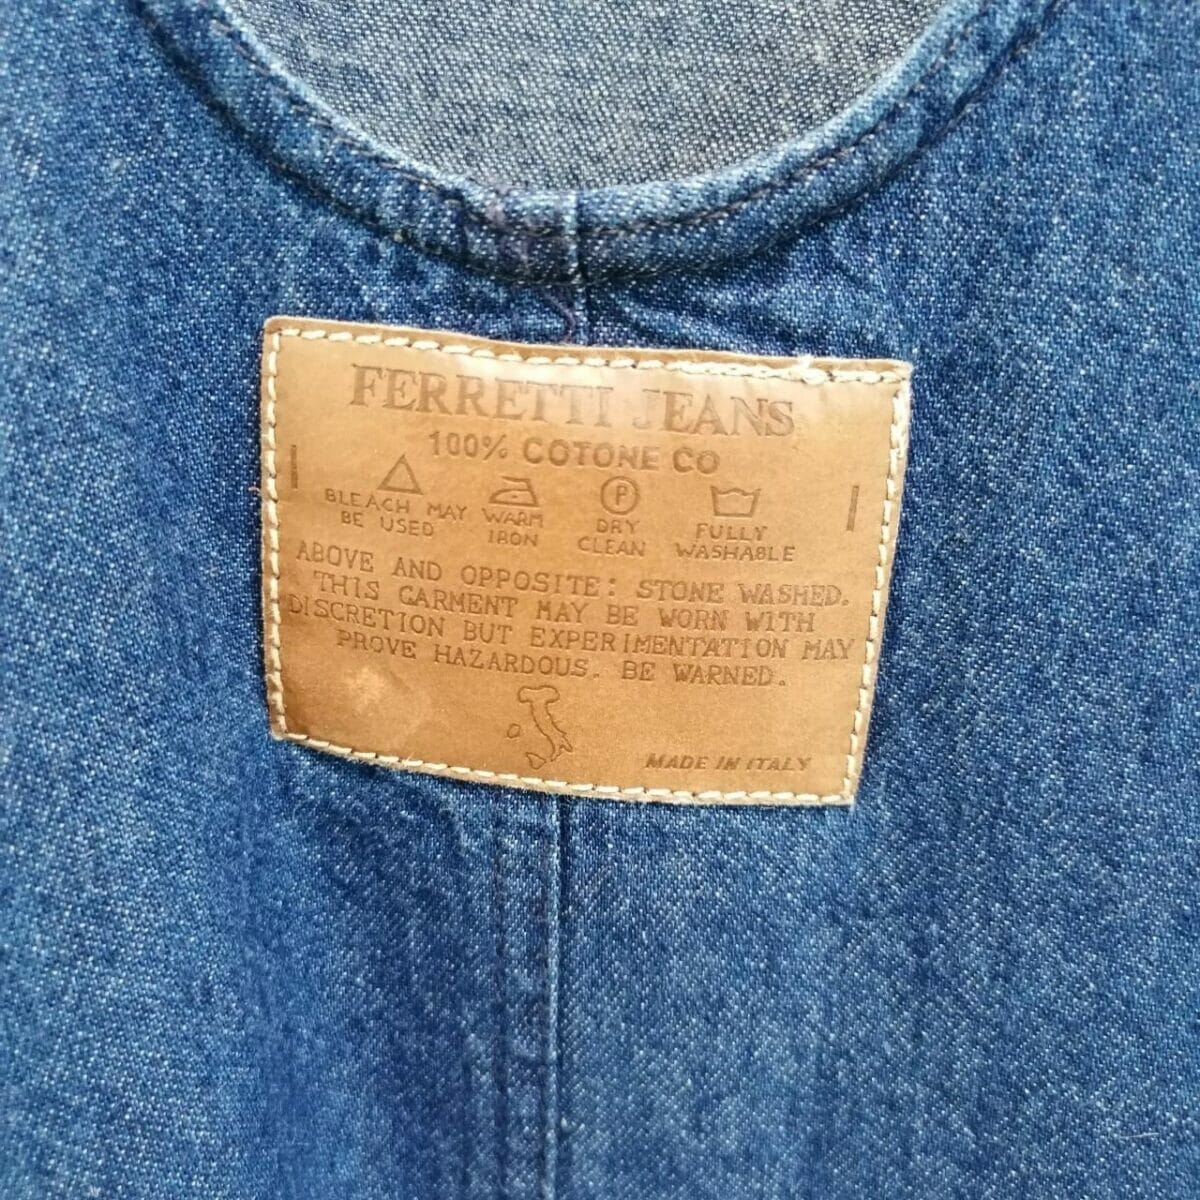 FERRETTI JEANS
100% COTONE CO
P
BLEACH MAY BE USED
WARM IRON
DRY CLEAN
FULLY WASHABLE
ABOVE AND OPPOSITE: STONE WASHED.
THIS GARMENT MAY BE WORN WITH
DISCRETION BUT EXPERIMENTATION MAY
PROVE HAZARDOUS. BE WARNED.
MADE IN ITALY